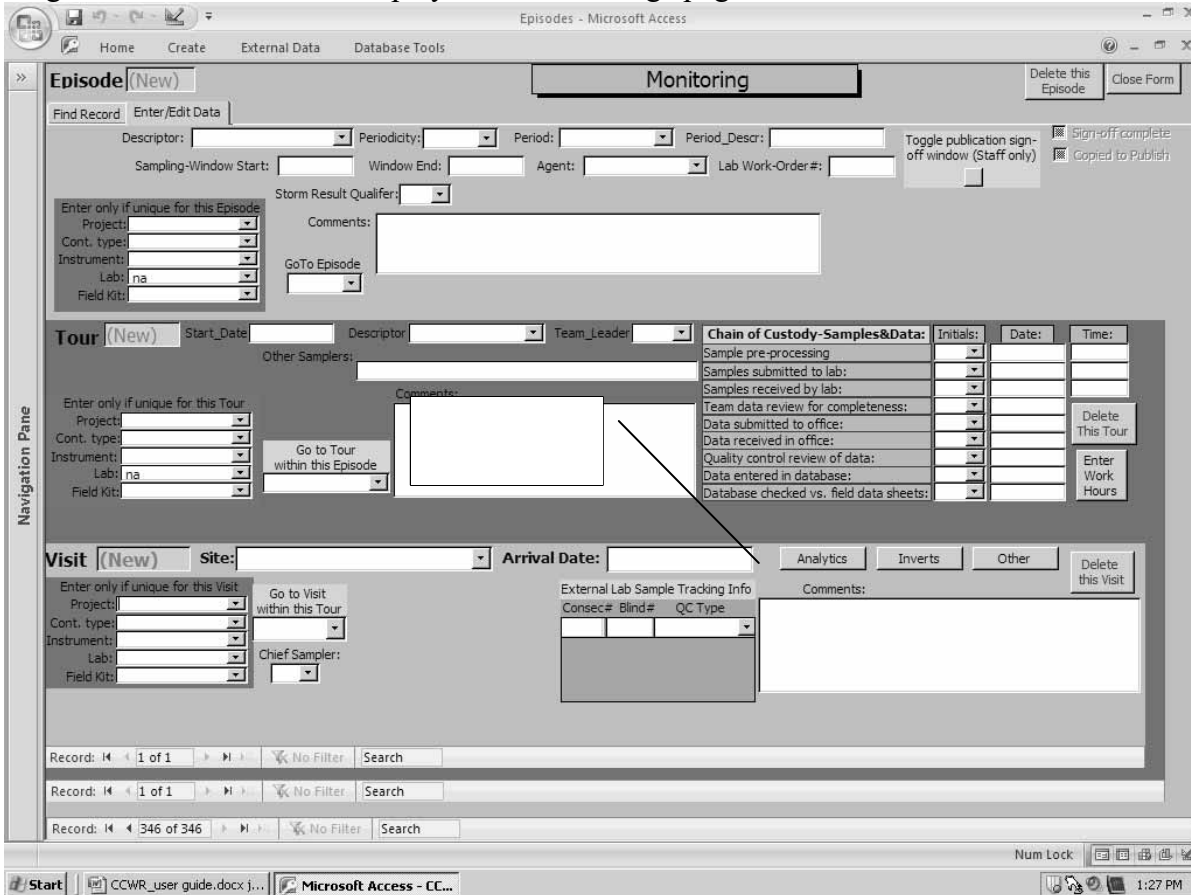 Episodes - Microsoft Access
Home Create External Data Database Tools
Episode (New) Monitoring Delete this Episode Close Form
Find Record Enter/Edit Data
Descriptor: Periodicity: Period: Period_Descr: Toggle publication sign-off window (Staff only) Sign-off complete
Sampling-Window Start: Window End: Agent: Lab Work-Order#: Copied to Publish
Storm Result Qualifer:
Enter only if unique for this Episode
Project: Comments:
Cont. type:
Instrument: GoTo Episode
Lab: na
Field Kit:
Tour (New) Start_Date Descriptor Team_Leader Chain of Custody-Samples&Data: Initials: Date: Time:
Other Samplers: Sample pre-processing
Samples submitted to lab:
Comments: Samples received by lab:
Enter only if unique for this Tour Team data review for completeness:
Project: Data submitted to office: Delete This Tour
Cont. type: Data received in office:
Instrument: Go to Tour within this Episode Quality control review of data: Enter Work Hours
Lab: na Data entered in database:
Field Kit: Database checked vs. field data sheets:
Navigation Pane
Visit (New) Site: Arrival Date: Analytics Inverts Other Delete this Visit
Enter only if unique for this Visit Go to Visit within this Tour External Lab Sample Tracking Info Comments:
Project: Consec# Blind# QC Type
Cont. type:
Instrument:
Lab: Chief Sampler:
Field Kit:
Record: 1 of 1 No Filter Search
Record: 1 of 1 No Filter Search
Record: 346 of 346 No Filter Search
Num Lock
Start CCWR_user guide.docx j... Microsoft Access - CC... 1:27 PM